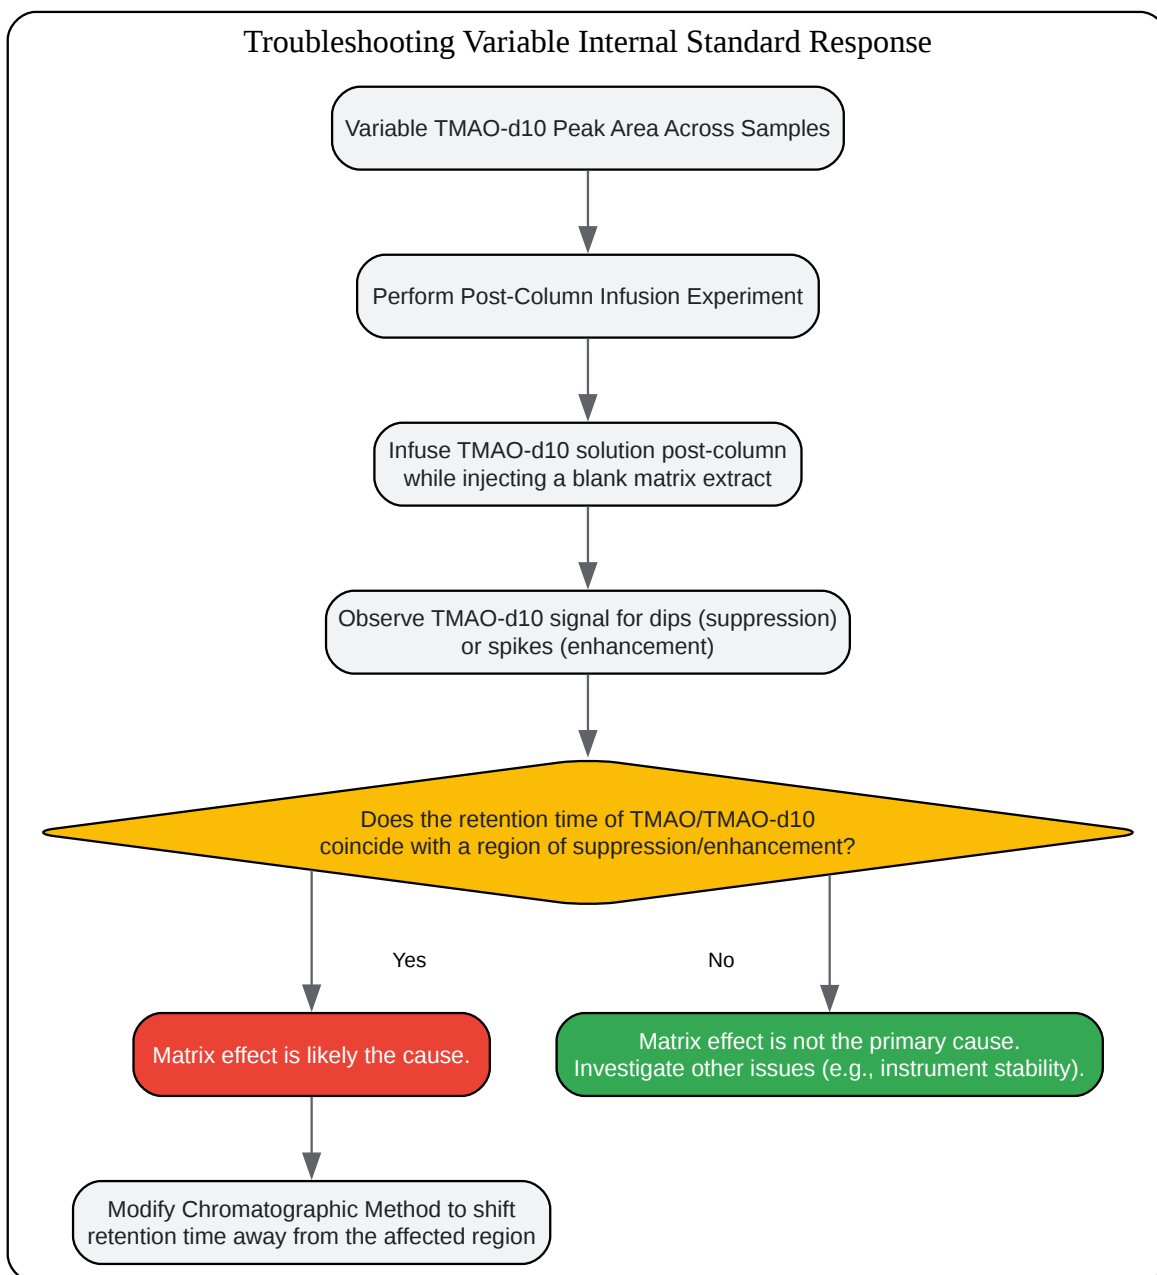 Troubleshooting Variable Internal Standard Response
Variable TMAO-d10 Peak Area Across Samples
Perform Post-Column Infusion Experiment
Infuse TMAO-d10 solution post-column
while injecting a blank matrix extract
Observe TMAO-d10 signal for dips (suppression)
or spikes (enhancement)
Does the retention time of TMAO/TMAO-d10
coincide with a region of suppression/enhancement?
Yes
No
Matrix effect is likely the cause.
Matrix effect is not the primary cause.
Investigate other issues (e.g., instrument stability).
Modify Chromatographic Method to shift
retention time away from the affected region